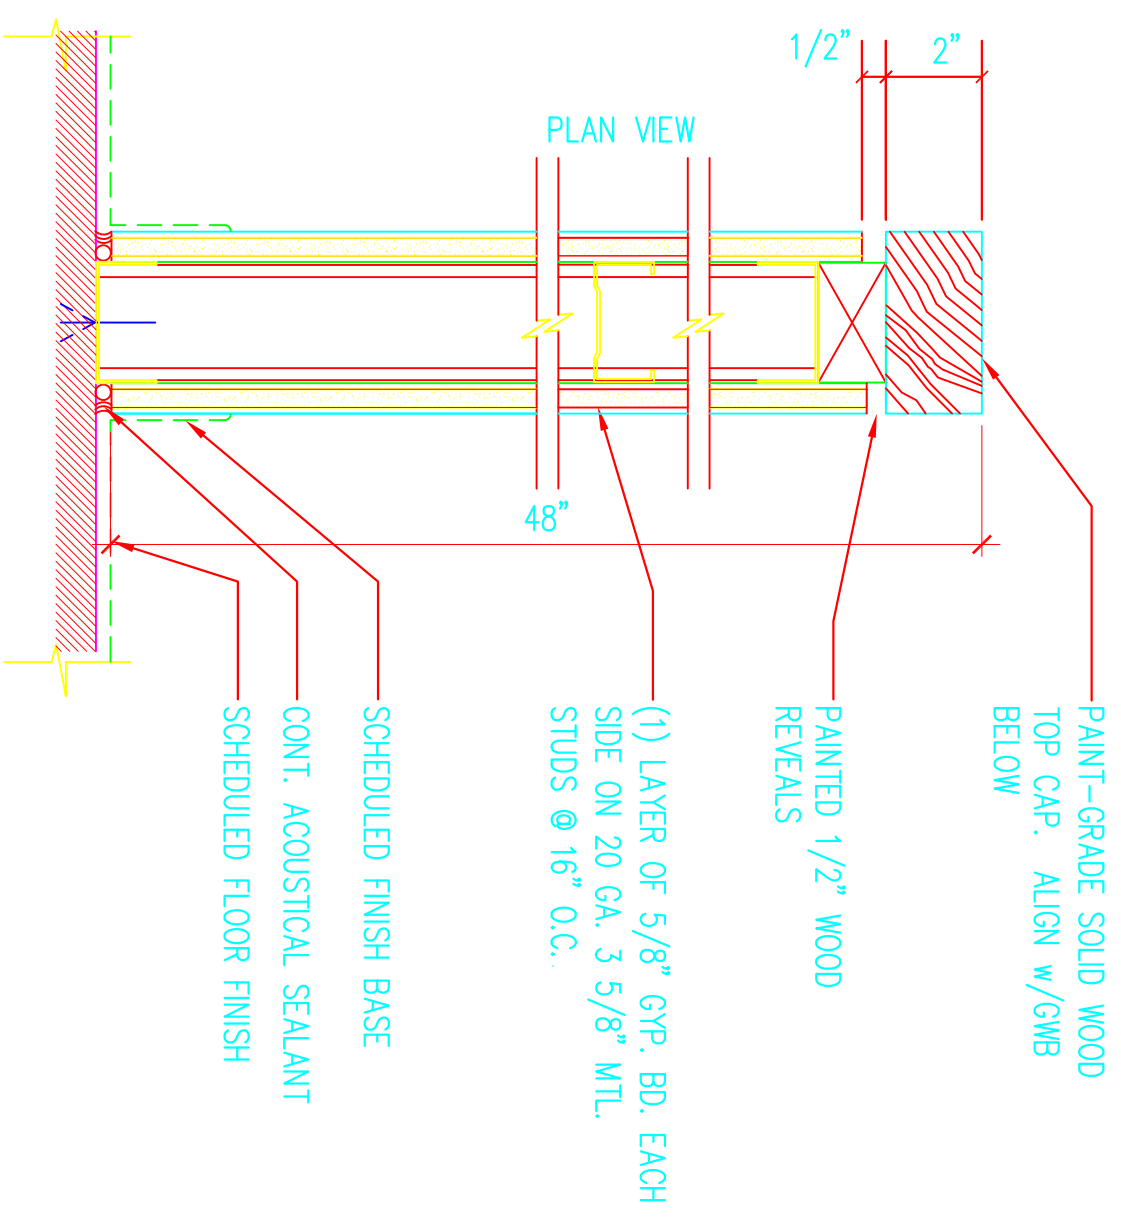 1/2"
2"
PLAN VIEW
48"
PAINT-GRADE SOLID WOOD
TOP CAP. ALIGN w/GWB
BELOW
PAINTED 1/2" WOOD
REVEALS
(1) LAYER OF 5/8" GYP. BD. EACH
SIDE ON 20 GA. 3 5/8" MTL.
STUDS @ 16" O.C.
SCHEDULED FINISH BASE
CONT. ACOUSTICAL SEALANT
SCHEDULED FLOOR FINISH